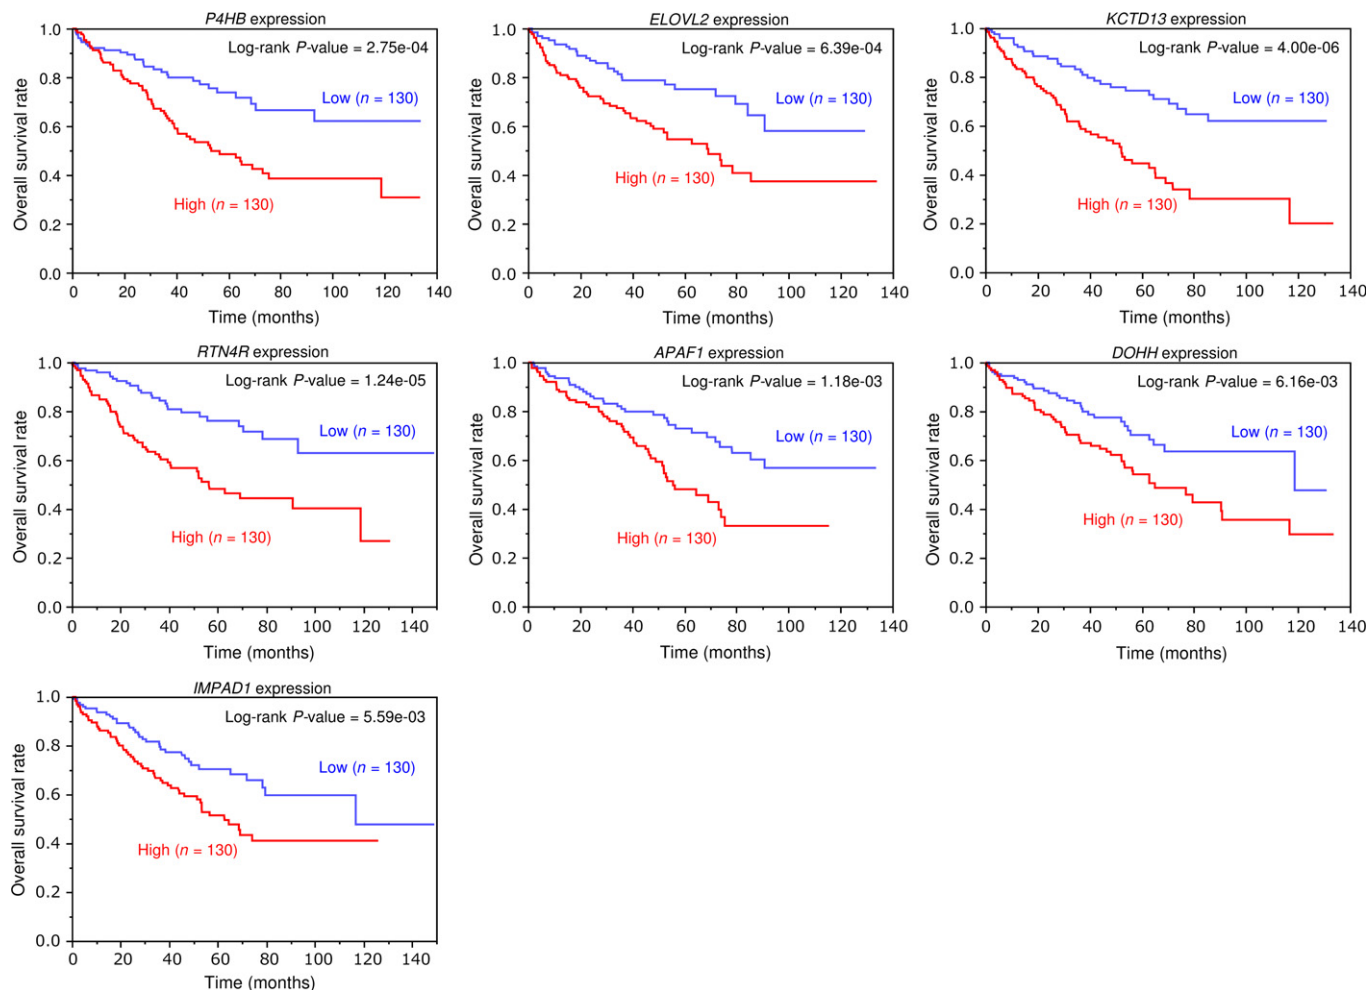 P4HB expression
Log-rank P-value = 2.75e-04
Low (n = 130)
High (n = 130)
Overall survival rate
1.0
0.8
0.6
0.4
0.2
0.0
0 20 40 60 80 100 120 140
Time (months)
ELOVL2 expression
Log-rank P-value = 6.39e-04
Low (n = 130)
High (n = 130)
Overall survival rate
1.0
0.8
0.6
0.4
0.2
0.0
0 20 40 60 80 100 120 140
Time (months)
KCTD13 expression
Log-rank P-value = 4.00e-06
Low (n = 130)
High (n = 130)
Overall survival rate
1.0
0.8
0.6
0.4
0.2
0.0
0 20 40 60 80 100 120 140
Time (months)
RTN4R expression
Log-rank P-value = 1.24e-05
Low (n = 130)
High (n = 130)
Overall survival rate
1.0
0.8
0.6
0.4
0.2
0.0
0 20 40 60 80 100 120 140
Time (months)
APAF1 expression
Log-rank P-value = 1.18e-03
Low (n = 130)
High (n = 130)
Overall survival rate
1.0
0.8
0.6
0.4
0.2
0.0
0 20 40 60 80 100 120 140
Time (months)
DOHH expression
Log-rank P-value = 6.16e-03
Low (n = 130)
High (n = 130)
Overall survival rate
1.0
0.8
0.6
0.4
0.2
0.0
0 20 40 60 80 100 120 140
Time (months)
IMPAD1 expression
Log-rank P-value = 5.59e-03
Low (n = 130)
High (n = 130)
Overall survival rate
1.0
0.8
0.6
0.4
0.2
0.0
0 20 40 60 80 100 120 140
Time (months)